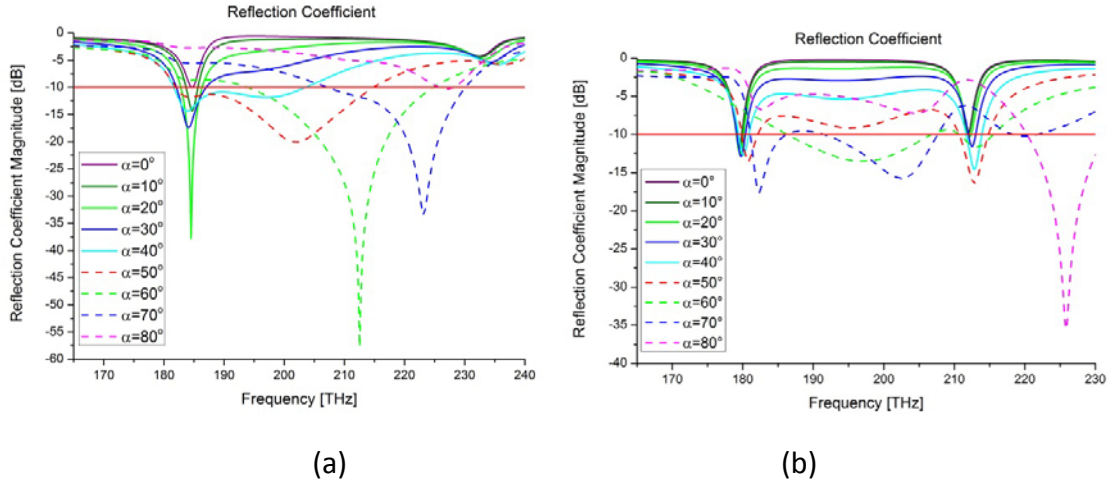 Reflection Coefficient
Reflection Coefficient Magnitude [dB]
0
-5
-10
-15
-20
-25
-30
-35
-40
-45
-50
-55
-60
α=0°
α=10°
α=20°
α=30°
α=40°
α=50°
α=60°
α=70°
α=80°
170 180 190 200 210 220 230 240
Frequency [THz]
(a)
Reflection Coefficient
Reflection Coefficient Magnitude [dB]
0
-5
-10
-15
-20
-25
-30
-35
-40
α=0°
α=10°
α=20°
α=30°
α=40°
α=50°
α=60°
α=70°
α=80°
170 180 190 200 210 220 230
Frequency [THz]
(b)